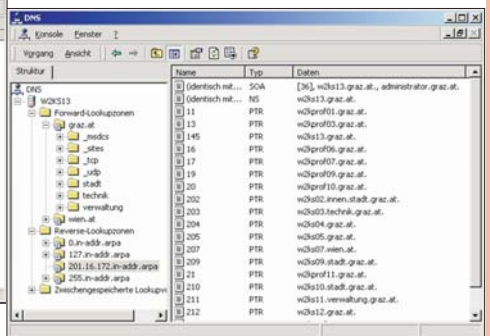 DNS
Konsole Fenster ?
Vorgang Ansicht
Struktur
DNS
W2KS13
Forward-Lookupzonen
graz.at
_msdcs
_sites
_tcp
_udp
stadt
technik
verwaltung
wien.at
Reverse-Lookupzonen
0.in-addr.arpa
127.in-addr.arpa
201.16.172.in-addr.arpa
255.in-addr.arpa
Zwischengespeicherte Lookupvo
Name Typ Daten
(identisch mit... SOA [36], w2ks13.graz.at., administrator.graz.at.
(identisch mit... NS w2ks13.graz.at.
11 PTR w2kprof01.graz.at.
13 PTR w2kprof03.graz.at.
145 PTR w2ks13.graz.at.
16 PTR w2kprof06.graz.at.
17 PTR w2kprof07.graz.at.
19 PTR w2kprof09.graz.at.
20 PTR w2kprof10.graz.at.
202 PTR w2ks02.innen.stadt.graz.at.
203 PTR w2ks03.technik.graz.at.
204 PTR w2ks04.graz.at.
205 PTR w2ks05.graz.at.
207 PTR w2ks07.wien.at.
209 PTR w2ks09.stadt.graz.at.
21 PTR w2kprof11.graz.at.
210 PTR w2ks10.stadt.graz.at.
211 PTR w2ks11.verwaltung.graz.at.
212 PTR w2ks12.graz.at.